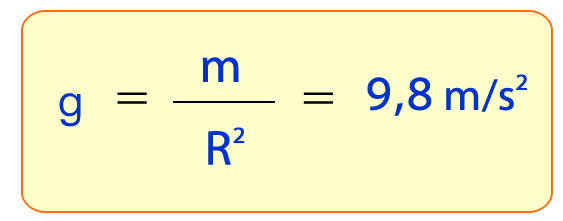 g = m / R² = 9,8 m/s²